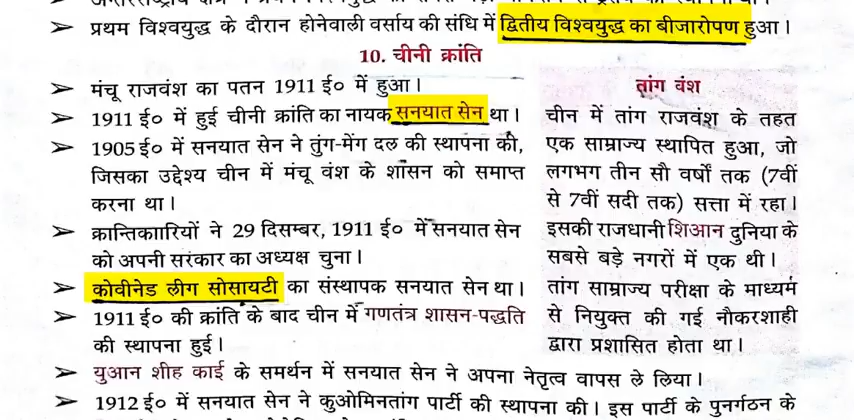 ➢ प्रथम विश्वयुद्ध के दौरान होनेवाली वर्साय की संधि में द्वितीय विश्वयुद्ध का बीजारोपण हुआ।
10. चीनी क्रांति
➢ मंचू राजवंश का पतन 1911 ई० में हुआ।
➢ 1911 ई० में हुई चीनी क्रांति का नायक सनयात सेन था।
➢ 1905 ई० में सनयात सेन ने तुंग-मेंग दल की स्थापना की,
जिसका उद्देश्य चीन में मंचू वंश के शासन को समाप्त
करना था।
➢ क्रान्तिकाारियों ने 29 दिसम्बर, 1911 ई० में सनयात सेन
को अपनी सरंकार का अध्यक्ष चुना।
➢ कोवीनेड लीग सोसायटी का संस्थापक सनयात सेन था।
➢ 1911 ई० की क्रांति के बाद चीन में गणतंत्र शासन-पद्धति
की स्थापना हुई।
तांग वंश
चीन में तांग राजवंश के तहत
एक साम्राज्य स्थापित हुआ, जो
लगभग तीन सौ वर्षों तक (7वीं
से 7वीं सदी तक) सत्ता में रहा।
इसकी राजधानी शिआन दुनिया के
सबसे बड़े नगरों में एक थी।
तांग साम्राज्य परीक्षा के माध्यम
से नियुक्त की गई नौकरशाही
द्वारा प्रशासित होता था।
➢ युआन शीह काई के समर्थन में सनयात सेन ने अपना नेतृत्व वापस ले लिया।
➢ 1912 ई० में सनयात सेन ने कुओमिनतांग पार्टी की स्थापना की। इस पार्टी के पुनर्गठन के